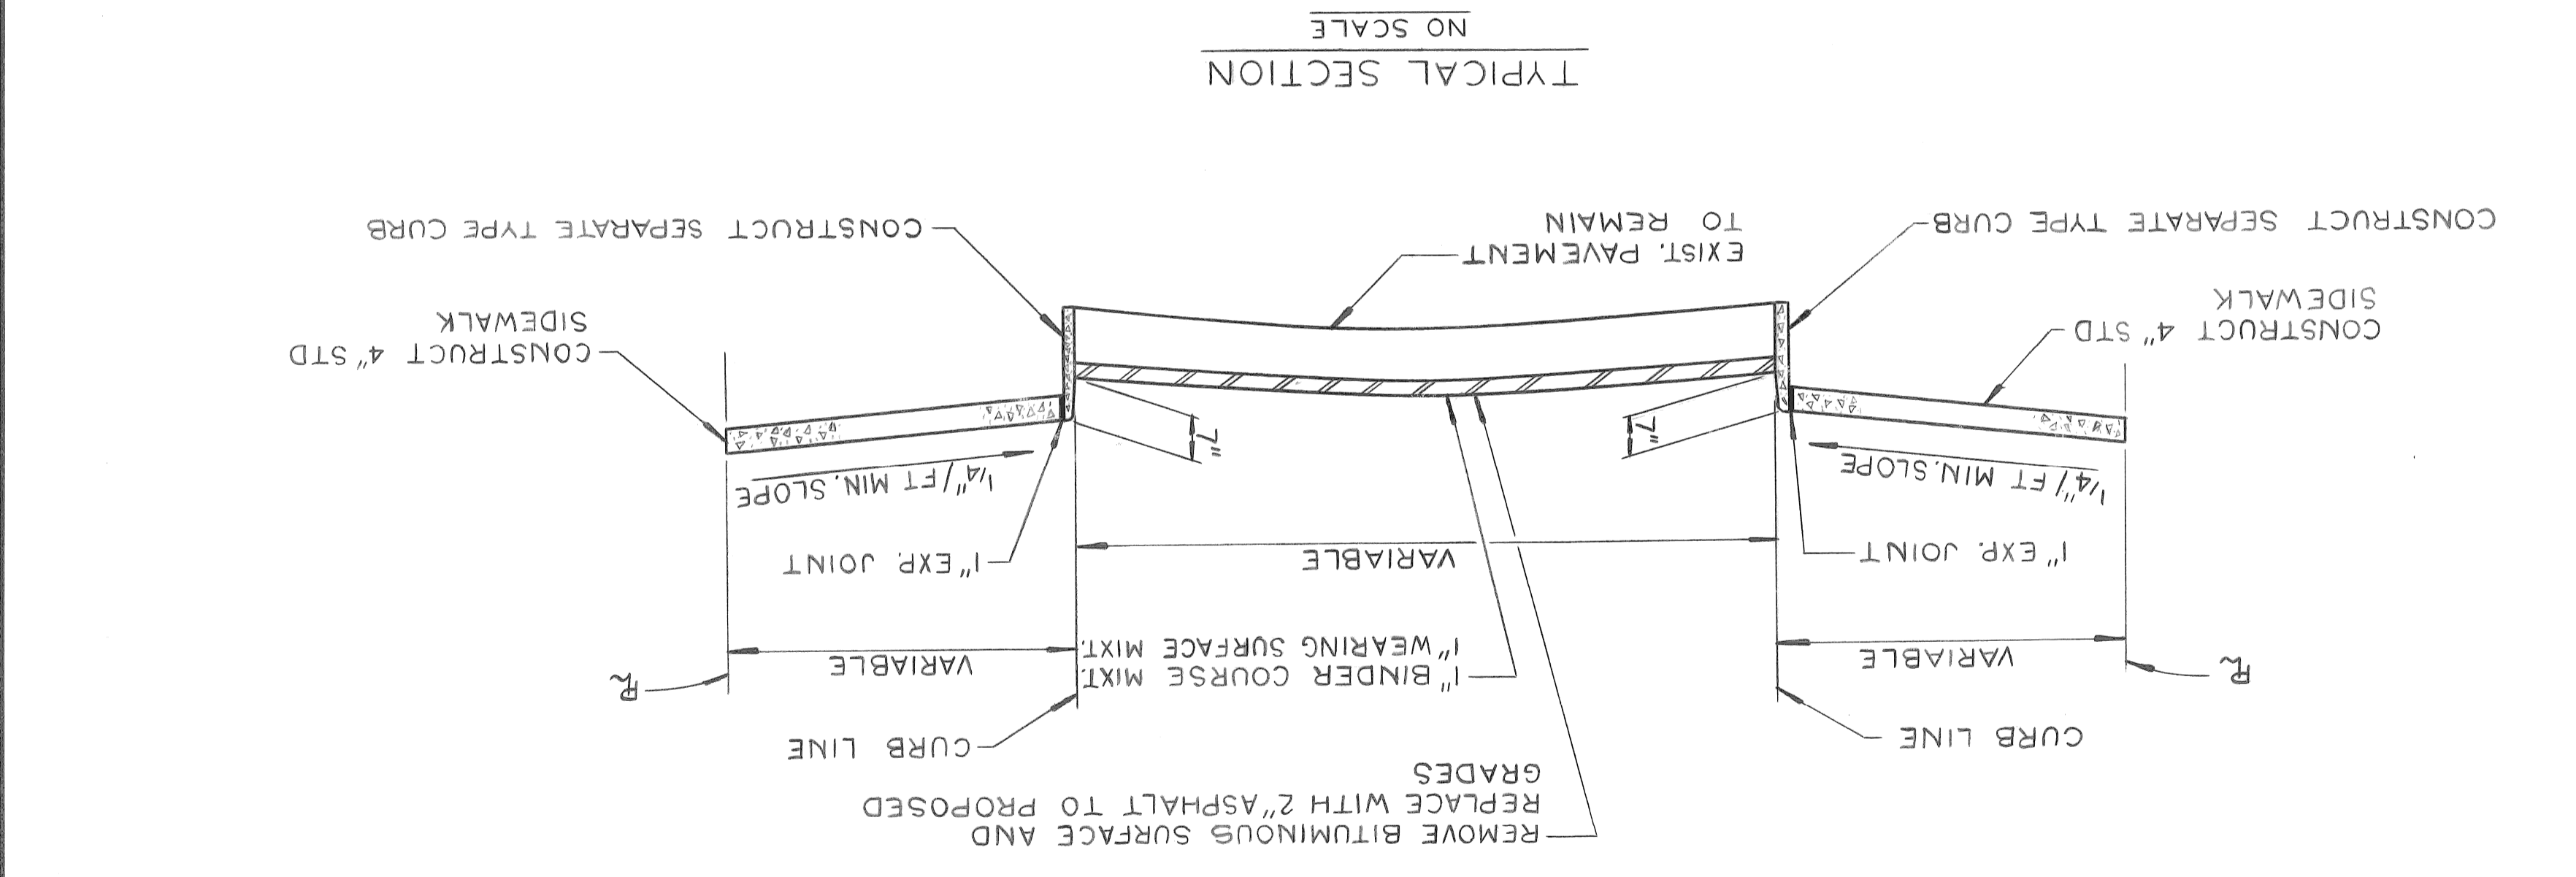 REMOVE BITUMINOUS SURFACE AND
REPLACE WITH 2" ASPHALT TO PROPOSED
GRADES
CURB LINE
CURB LINE
℄
VARIABLE
1" BINDER COURSE MIXT.
1" WEARING SURFACE MIXT.
VARIABLE
1" EXP. JOINT
VARIABLE
1" EXP. JOINT
1/4"/FT MIN. SLOPE
1/4"/FT MIN. SLOPE
7"
7"
CONSTRUCT 4" STD
SIDEWALK
CONSTRUCT 4" STD
SIDEWALK
CONSTRUCT SEPARATE TYPE CURB
EXIST. PAVEMENT
TO REMAIN
CONSTRUCT SEPARATE TYPE CURB
TYPICAL SECTION
NO SCALE